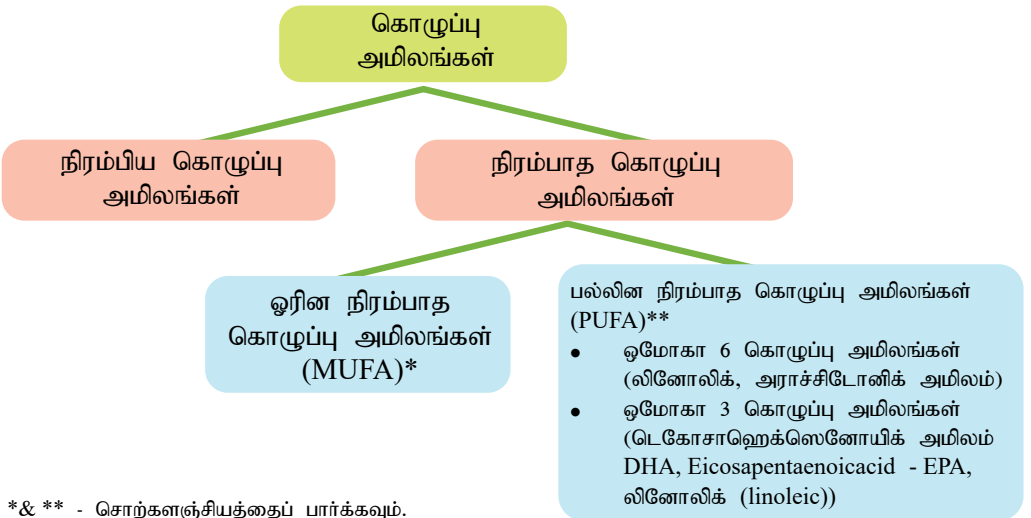 கொழுப்பு
அமிலங்கள்
நிரம்பிய கொழுப்பு
அமிலங்கள்
நிரம்பாத கொழுப்பு
அமிலங்கள்
ஓரின நிரம்பாத
கொழுப்பு அமிலங்கள்
(MUFA)*
பல்லின நிரம்பாத கொழுப்பு அமிலங்கள்
(PUFA)**
• ஒமோகா 6 கொழுப்பு அமிலங்கள்
(லினோலிக், அராச்சிடோனிக் அமிலம்)
• ஒமோகா 3 கொழுப்பு அமிலங்கள்
(டெகோசாஹெக்ஸெனோயிக் அமிலம்
DHA, Eicosapentaenoicacid - EPA,
லினோலிக் (linoleic))
*& ** - சொற்களஞ்சியத்தைப் பார்க்கவும்.